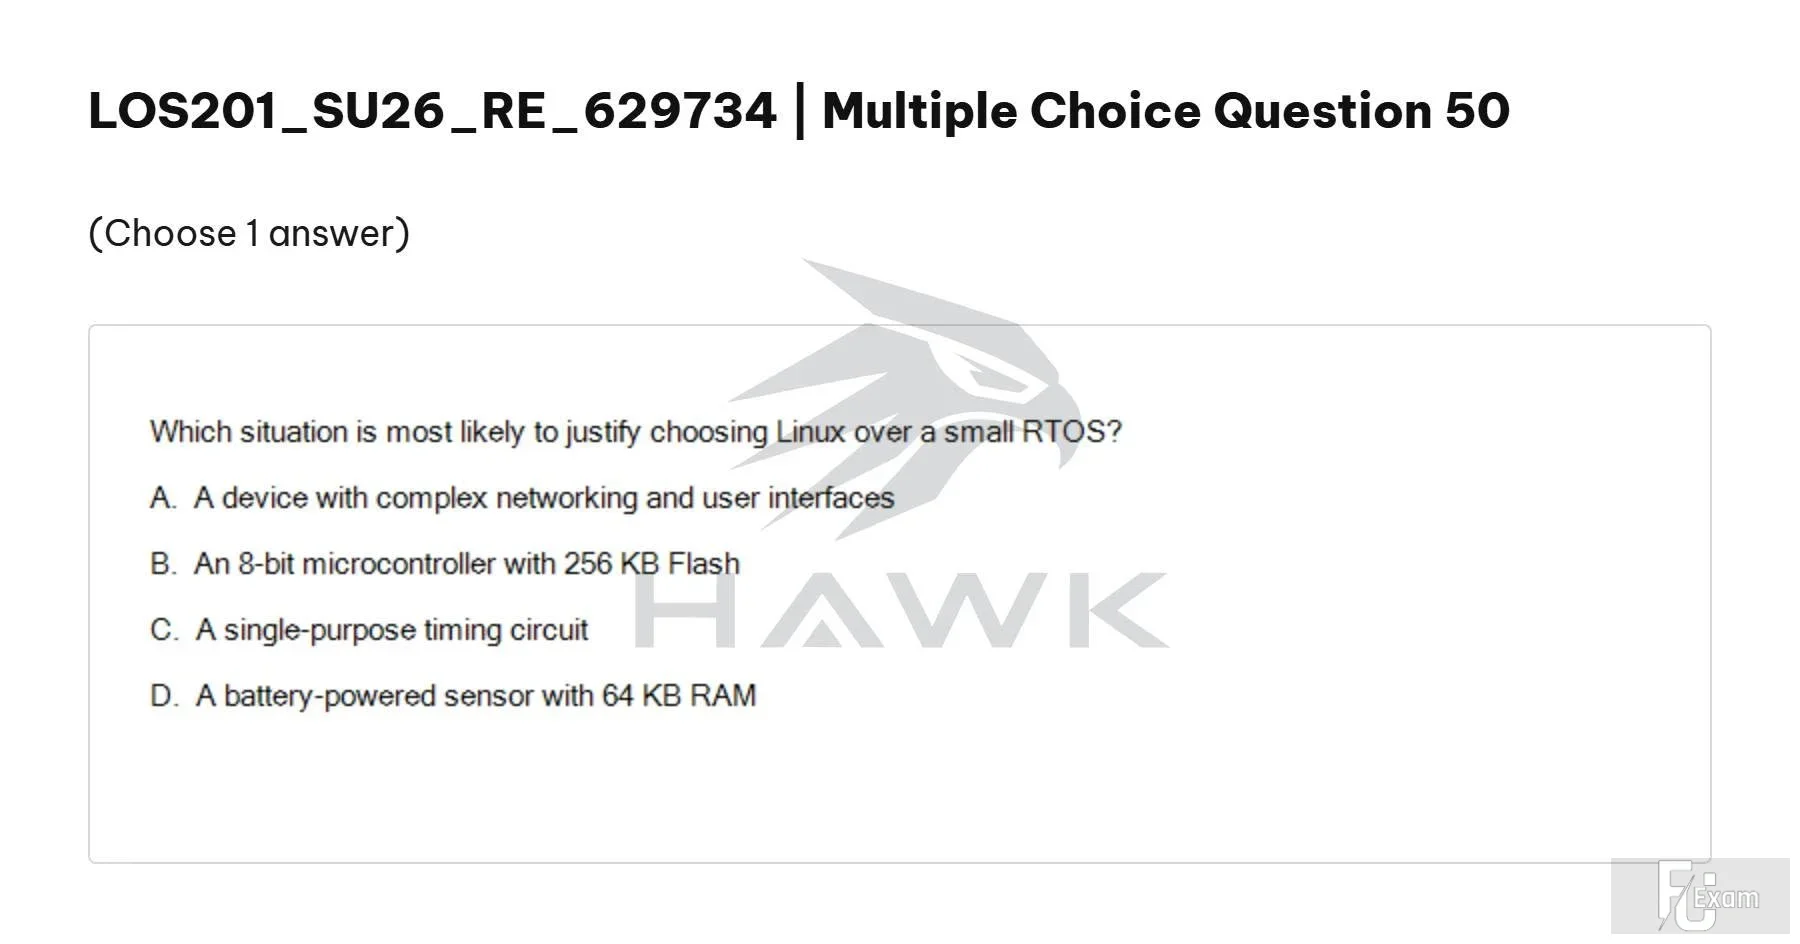 LOS201_SU26_RE_629734 | Multiple Choice Question 50
(Choose 1 answer)
Which situation is most likely to justify choosing Linux over a small RTOS?
A. A device with complex networking and user interfaces
B. An 8-bit microcontroller with 256 KB Flash
HAWK
C. A single-purpose timing circuit
D. A battery-powered sensor with 64 KB RAM
Exam